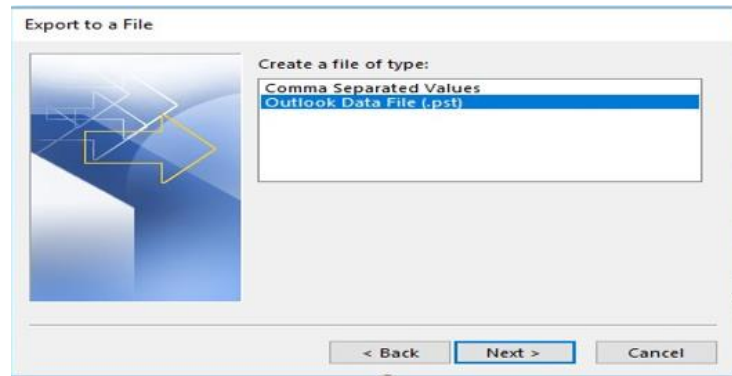 Export to a File
Create a file of type:
Comma Separated Values
Outlook Data File (.pst)
< Back
Next >
Cancel